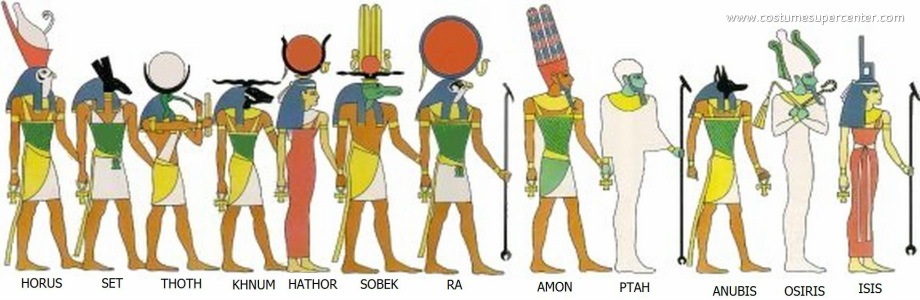 www.costumesupercenter.com
HORUS SET THOTH KHNUM HATHOR SOBEK RA AMON PTAH ANUBIS OSIRIS ISIS